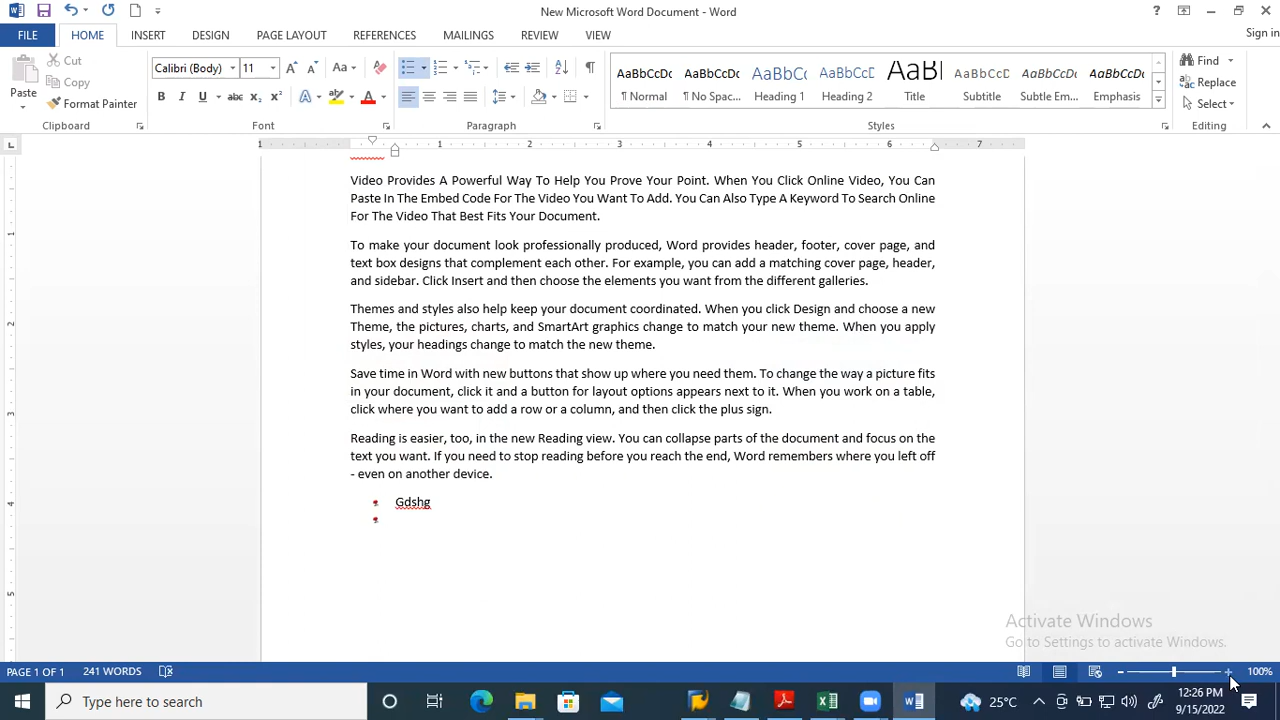 New Microsoft Word Document - Word
FILE HOME INSERT DESIGN PAGE LAYOUT REFERENCES MAILINGS REVIEW VIEW Sign in
Paste
Cut
Copy
Format Painter
Clipboard
Calibri (Body) 11
Font
Paragraph
AaBbCcDc AaBbCcDc AaBbC AaBbCcD AaBl AaBbCcD AaBbCcDc AaBbCcDc
¶ Normal ¶ No Spac... Heading 1 Heading 2 Title Subtitle Subtle Em... Emphasis
Styles
Find
Replace
Select
Editing
1 1 2 3 4 5 6 7
Video Provides A Powerful Way To Help You Prove Your Point. When You Click Online Video, You Can
Paste In The Embed Code For The Video You Want To Add. You Can Also Type A Keyword To Search Online
For The Video That Best Fits Your Document.
To make your document look professionally produced, Word provides header, footer, cover page, and
text box designs that complement each other. For example, you can add a matching cover page, header,
and sidebar. Click Insert and then choose the elements you want from the different galleries.
Themes and styles also help keep your document coordinated. When you click Design and choose a new
Theme, the pictures, charts, and SmartArt graphics change to match your new theme. When you apply
styles, your headings change to match the new theme.
Save time in Word with new buttons that show up where you need them. To change the way a picture fits
in your document, click it and a button for layout options appears next to it. When you work on a table,
click where you want to add a row or a column, and then click the plus sign.
Reading is easier, too, in the new Reading view. You can collapse parts of the document and focus on the
text you want. If you need to stop reading before you reach the end, Word remembers where you left off
- even on another device.
Gdshg
Activate Windows
Go to Settings to activate Windows.
PAGE 1 OF 1 241 WORDS 100%
Type here to search
25°C
12:26 PM
9/15/2022